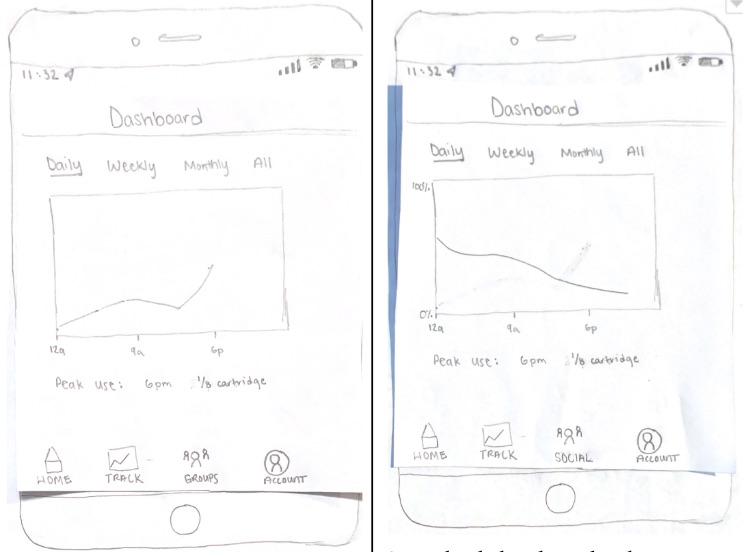 11:32
Dashboard
Daily Weekly Monthly All
12a 9a 6p
Peak use: 6pm 1/8 cartridge
HOME TRACK GROUPS ACCOUNT
11:32
Dashboard
Daily Weekly Monthly All
100%
0%
12a 9a 6p
Peak use: 6pm 1/8 cartridge
HOME TRACK SOCIAL ACCOUNT